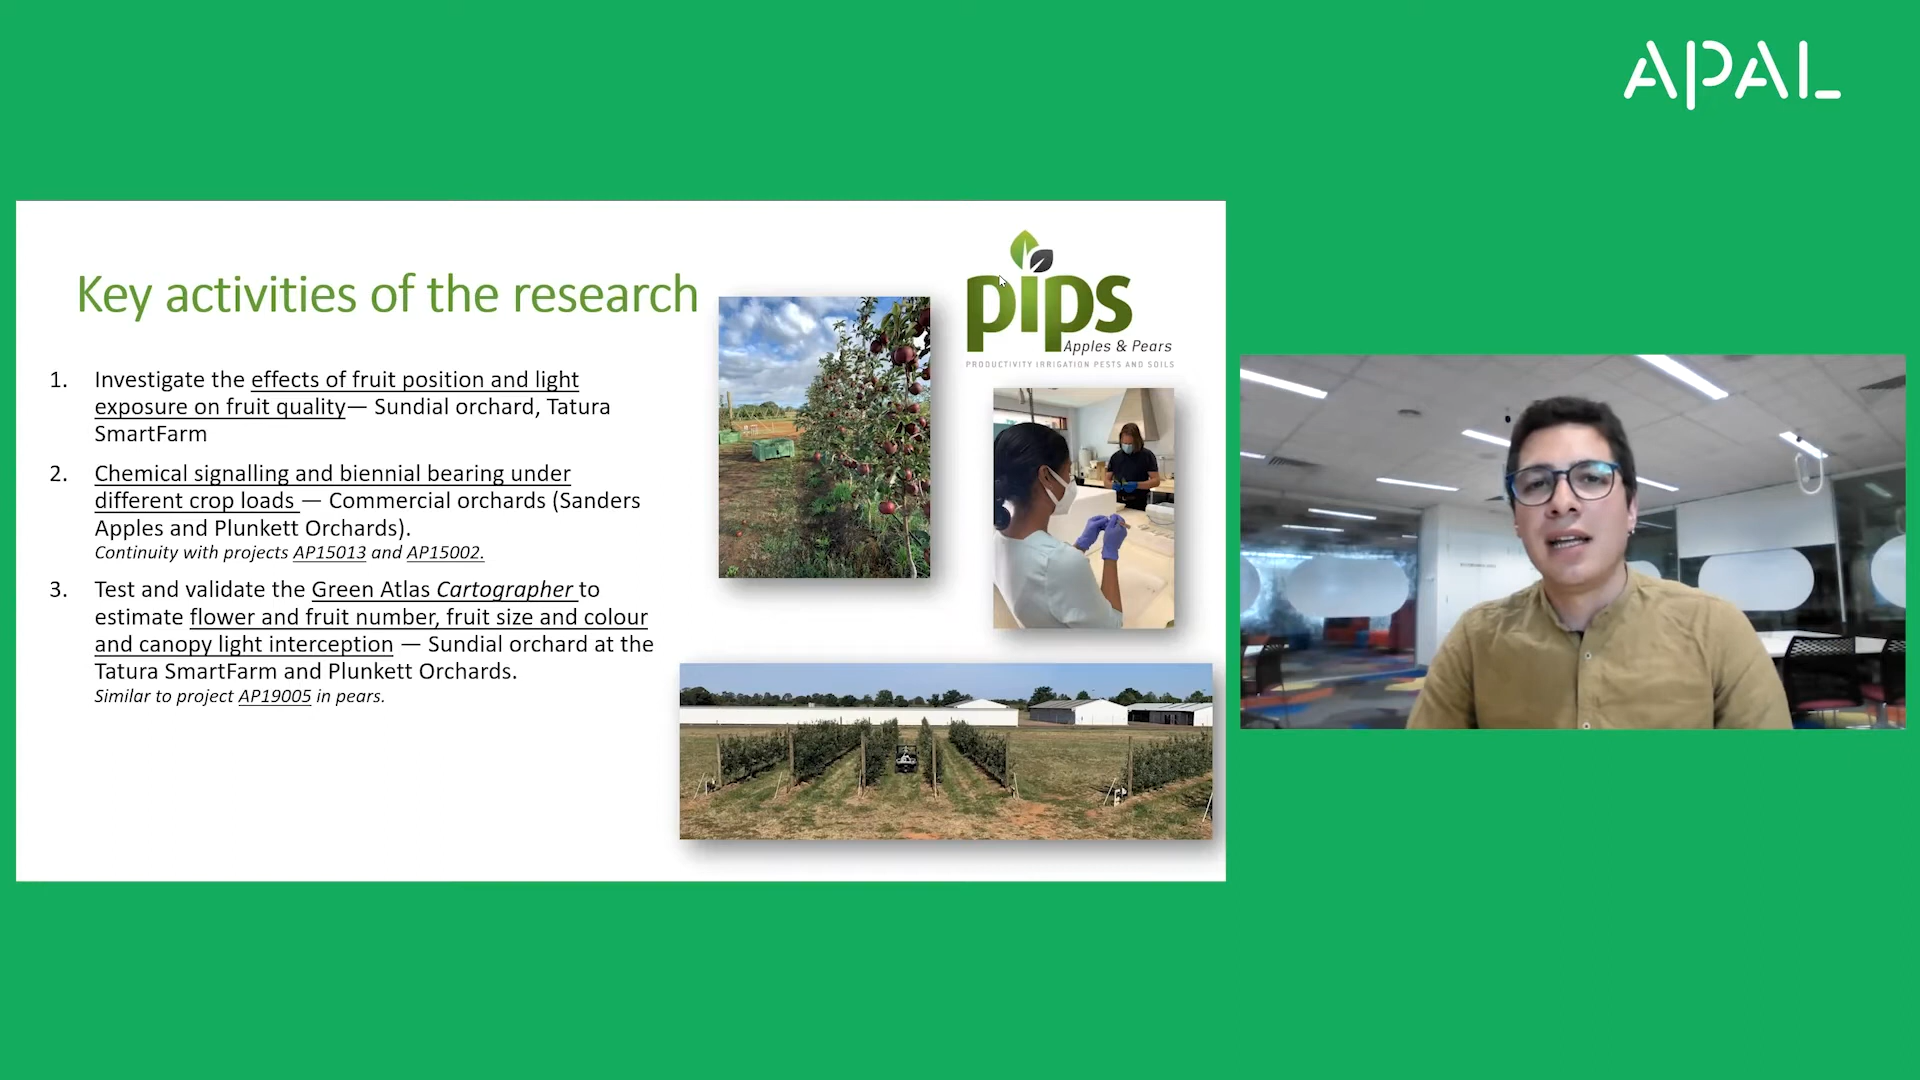 APAL
Key activities of the research
pips
Apples & Pears
PRODUCTIVITY IRRIGATION PESTS AND SOILS
1. Investigate the effects of fruit position and light
exposure on fruit quality— Sundial orchard, Tatura
SmartFarm
2. Chemical signalling and biennial bearing under
different crop loads — Commercial orchards (Sanders
Apples and Plunkett Orchards).
Continuity with projects AP15013 and AP15002.
3. Test and validate the Green Atlas Cartographer to
estimate flower and fruit number, fruit size and colour
and canopy light interception — Sundial orchard at the
Tatura SmartFarm and Plunkett Orchards.
Similar to project AP19005 in pears.